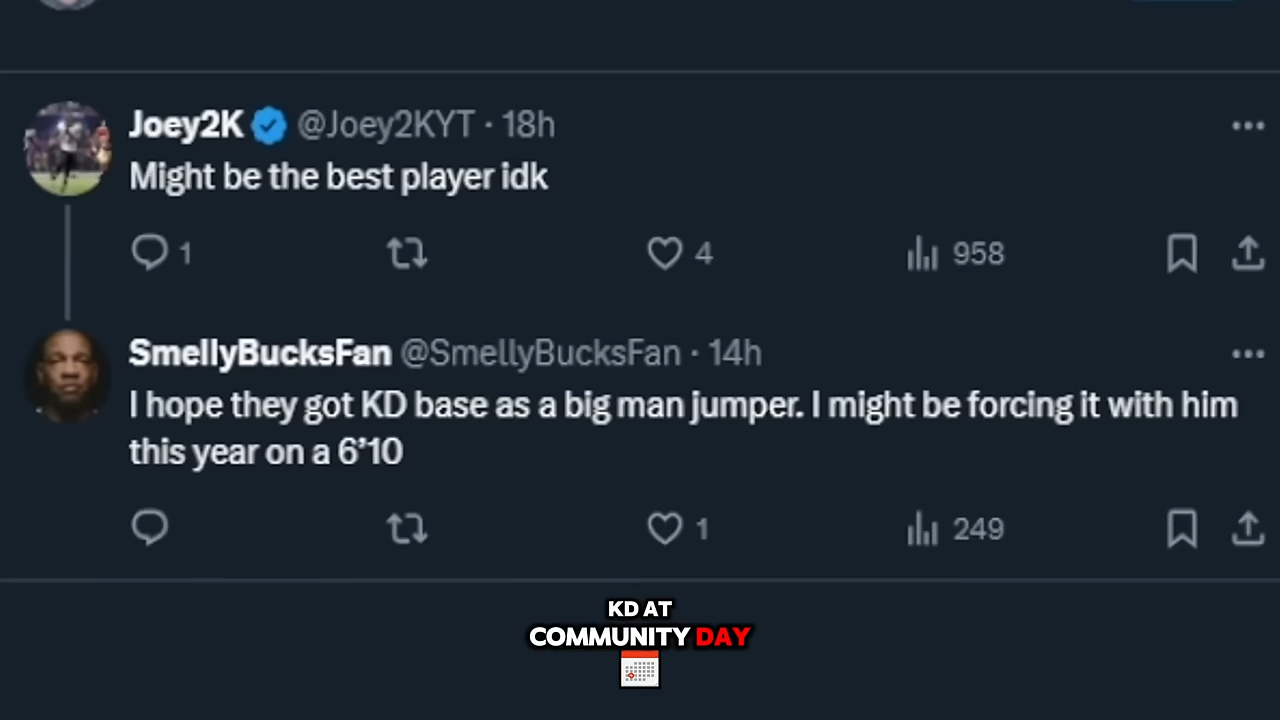 Joey2K @Joey2KYT · 18h
Might be the best player idk
1 4 958
SmellyBucksFan @SmellyBucksFan · 14h
I hope they got KD base as a big man jumper. I might be forcing it with him
this year on a 6’10
1 249
KD AT
COMMUNITY DAY